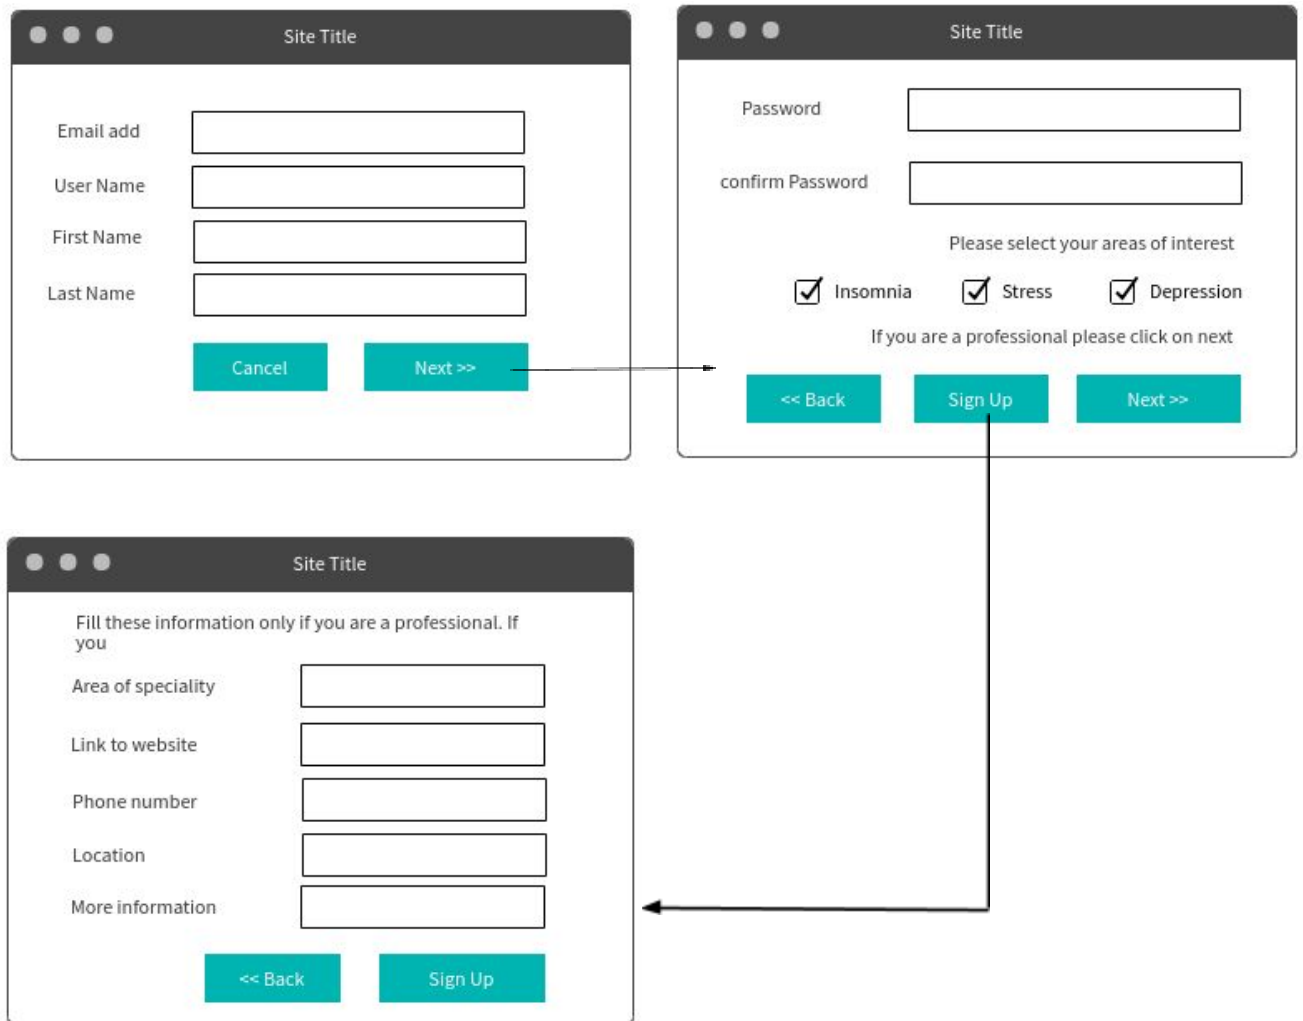 Site Title
Email add
User Name
First Name
Last Name
Cancel
Next >>
Site Title
Password
confirm Password
Please select your areas of interest
Insomnia
Stress
Depression
If you are a professional please click on next
<< Back
Sign Up
Next >>
Site Title
Fill these information only if you are a professional. If
you
Area of speciality
Link to website
Phone number
Location
More information
<< Back
Sign Up